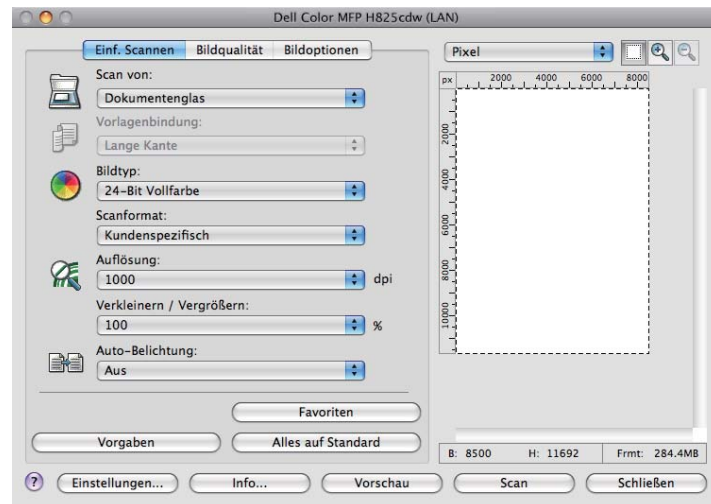 Dell Color MFP H825cdw (LAN)
Einf. Scannen Bildqualität Bildoptionen
Scan von:
Dokumentenglas
Vorlagenbindung:
Lange Kante
Bildtyp:
24-Bit Vollfarbe
Scanformat:
Kundenspezifisch
Auflösung:
1000 dpi
Verkleinern / Vergrößern:
100 %
Auto-Belichtung:
Aus
Favoriten
Vorgaben Alles auf Standard
Pixel
px 2000 4000 6000 8000
2000
4000
6000
8000
10000
B: 8500 H: 11692 Frmt: 284.4MB
? Einstellungen... Info... Vorschau Scan Schließen